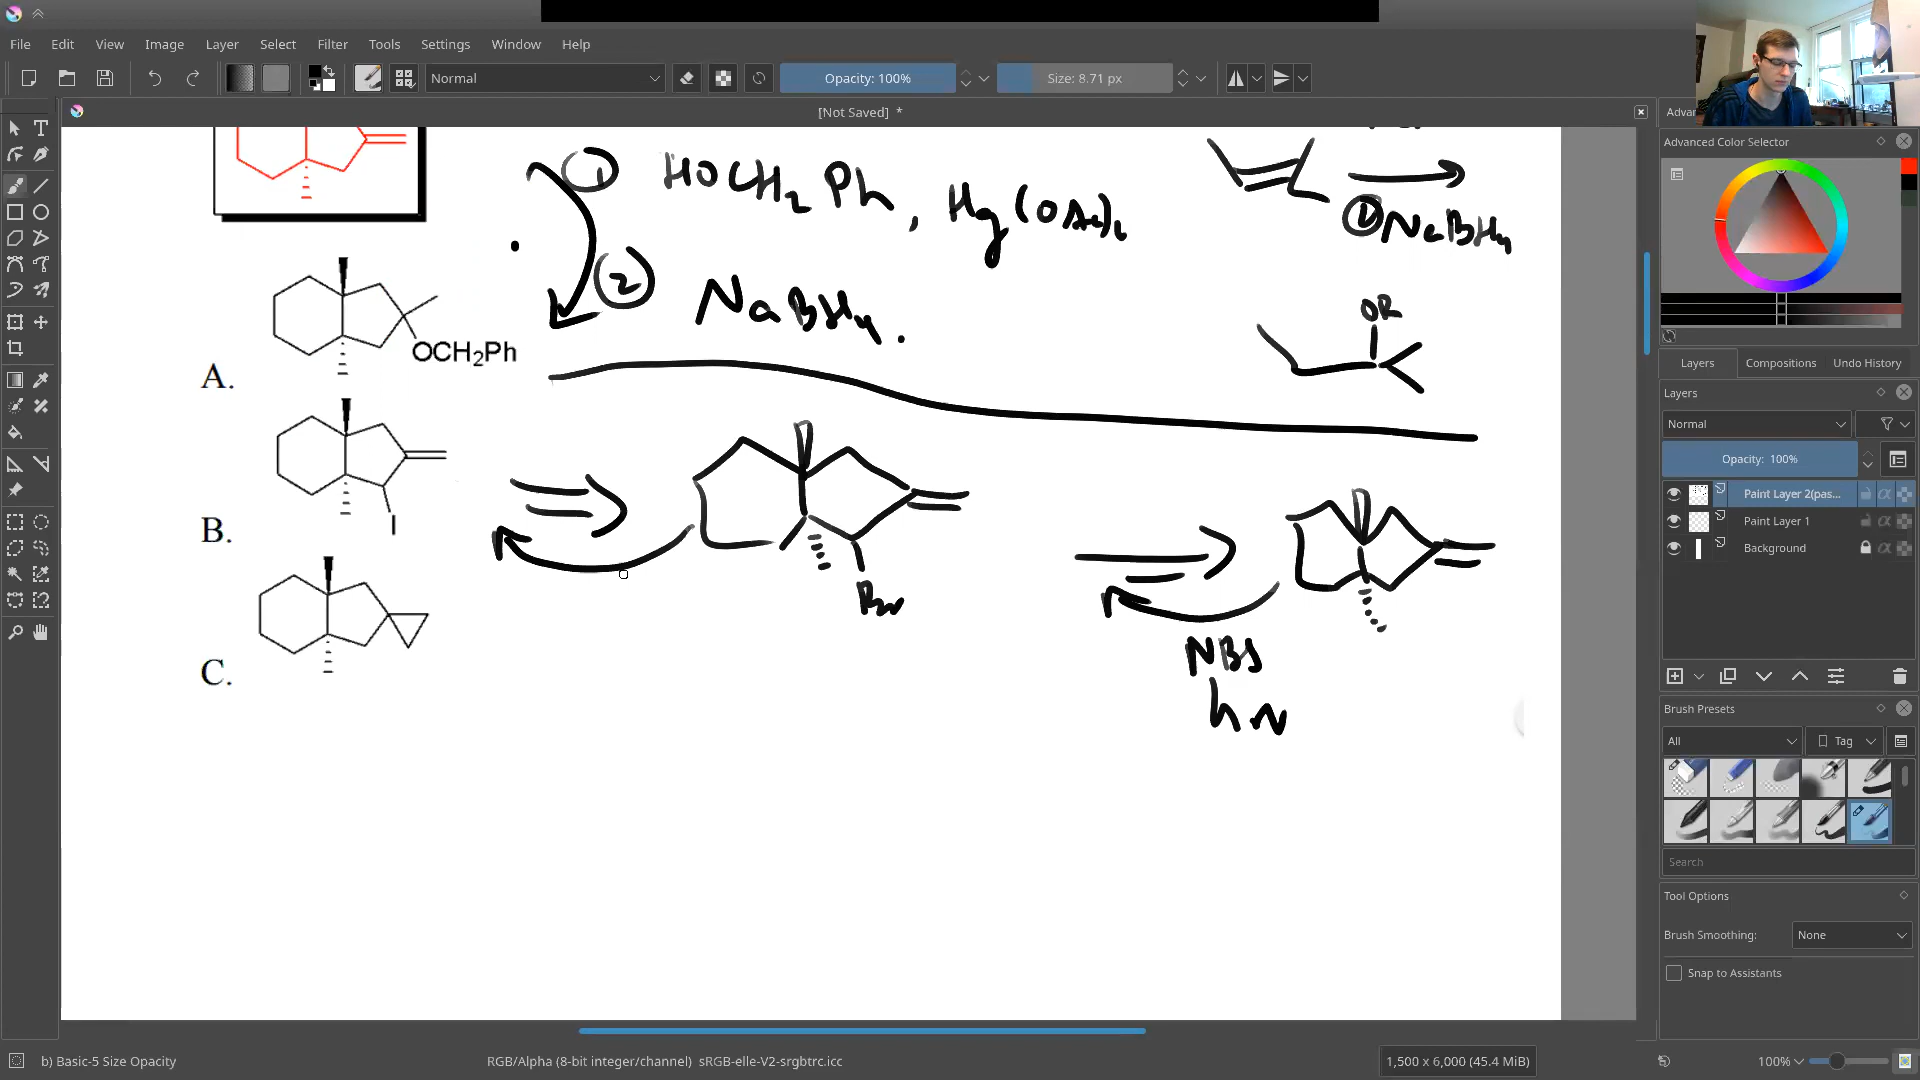 File Edit View Image Layer Select Filter Tools Settings Window Help
Normal
Opacity: 100%
Size: 8.71 px
[Not Saved] *
① HOCH2Ph, Hg(OAc)2
② NaBH4.
② NaBH4
OR
OCH2Ph
A.
I
B.
C.
Br
NBS
hν
Advanced Color Selector
Layers Compositions Undo History
Layers
Normal
Opacity: 100%
Paint Layer 2(pas...
Paint Layer 1
Background
Brush Presets
All
Tag
Search
Tool Options
Brush Smoothing: None
Snap to Assistants
b) Basic-5 Size Opacity
RGB/Alpha (8-bit integer/channel) sRGB-elle-V2-srgbtrc.icc
1,500 x 6,000 (45.4 MiB)
100%